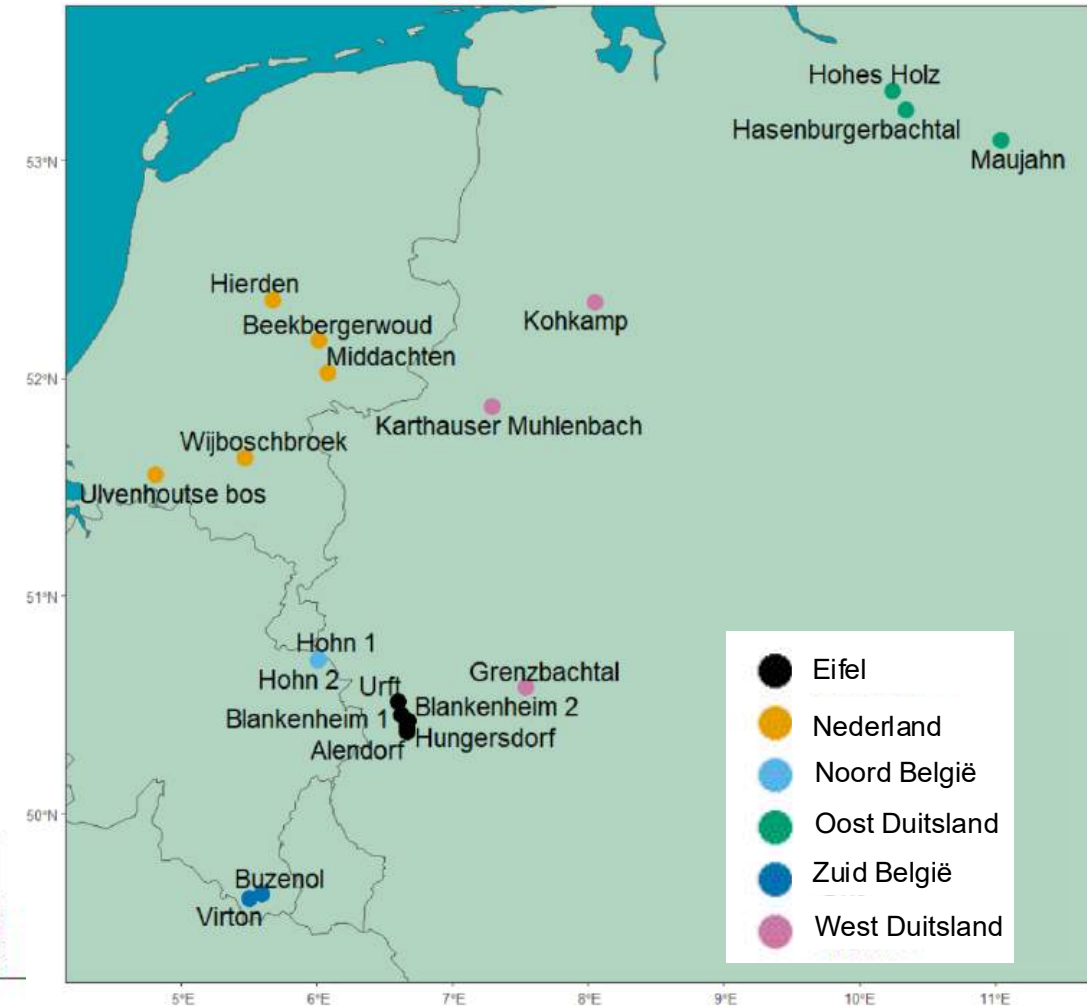 Hohes Holz
Hasenburgerbachtal
Maujahn
53°N
Hierden
Beekbergerwoud
Kohkamp
Middachten
52°N
Karthauser Muhlenbach
Wijboschbroek
Ulvenhoutse bos
51°N
Hohn 1
Hohn 2
Grenzbachtal
Urft
Blankenheim 2
Blankenheim 1
Hungersdorf
Alendorf
50°N
Buzenol
Virton
Eifel
Nederland
Noord België
Oost Duitsland
Zuid België
West Duitsland
5°E 6°E 7°E 8°E 9°E 10°E 11°E